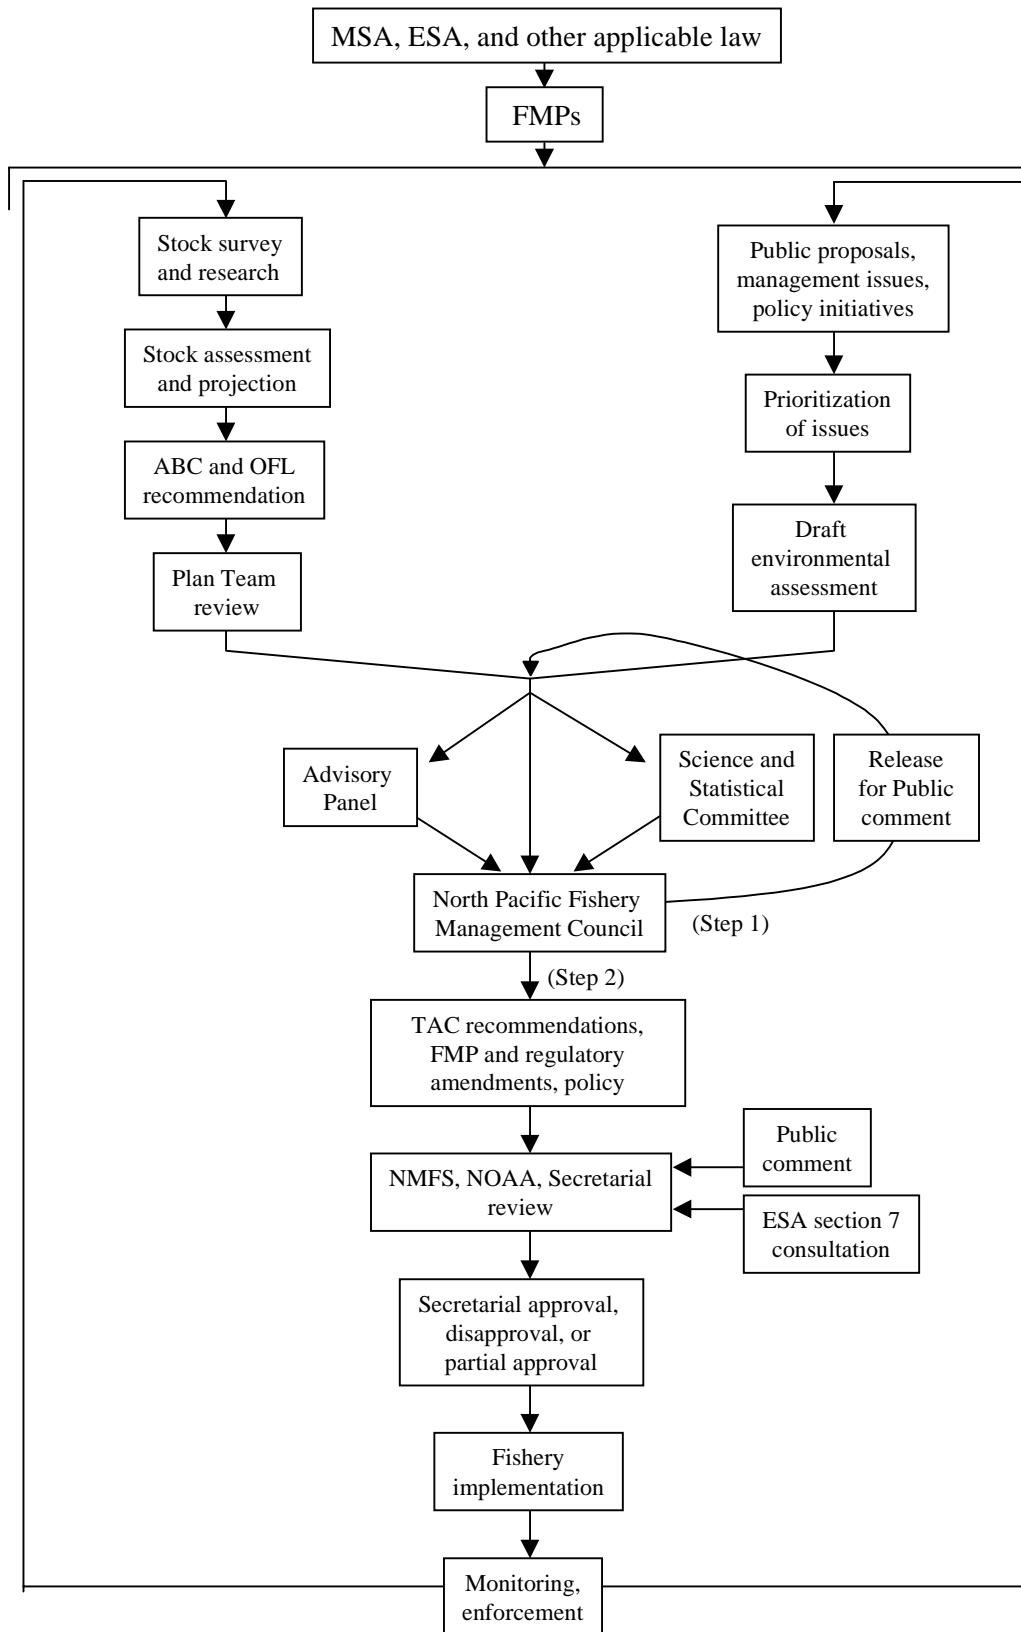 MSA, ESA, and other applicable law
FMPs
Stock survey
and research
Stock assessment
and projection
ABC and OFL
recommendation
Plan Team
review
Public proposals,
management issues,
policy initiatives
Prioritization
of issues
Draft
environmental
assessment
Advisory
Panel
Science and
Statistical
Committee
Release
for Public
comment
North Pacific Fishery
Management Council
(Step 1)
(Step 2)
TAC recommendations,
FMP and regulatory
amendments, policy
Public
comment
NMFS, NOAA, Secretarial
review
ESA section 7
consultation
Secretarial approval,
disapproval, or
partial approval
Fishery
implementation
Monitoring,
enforcement